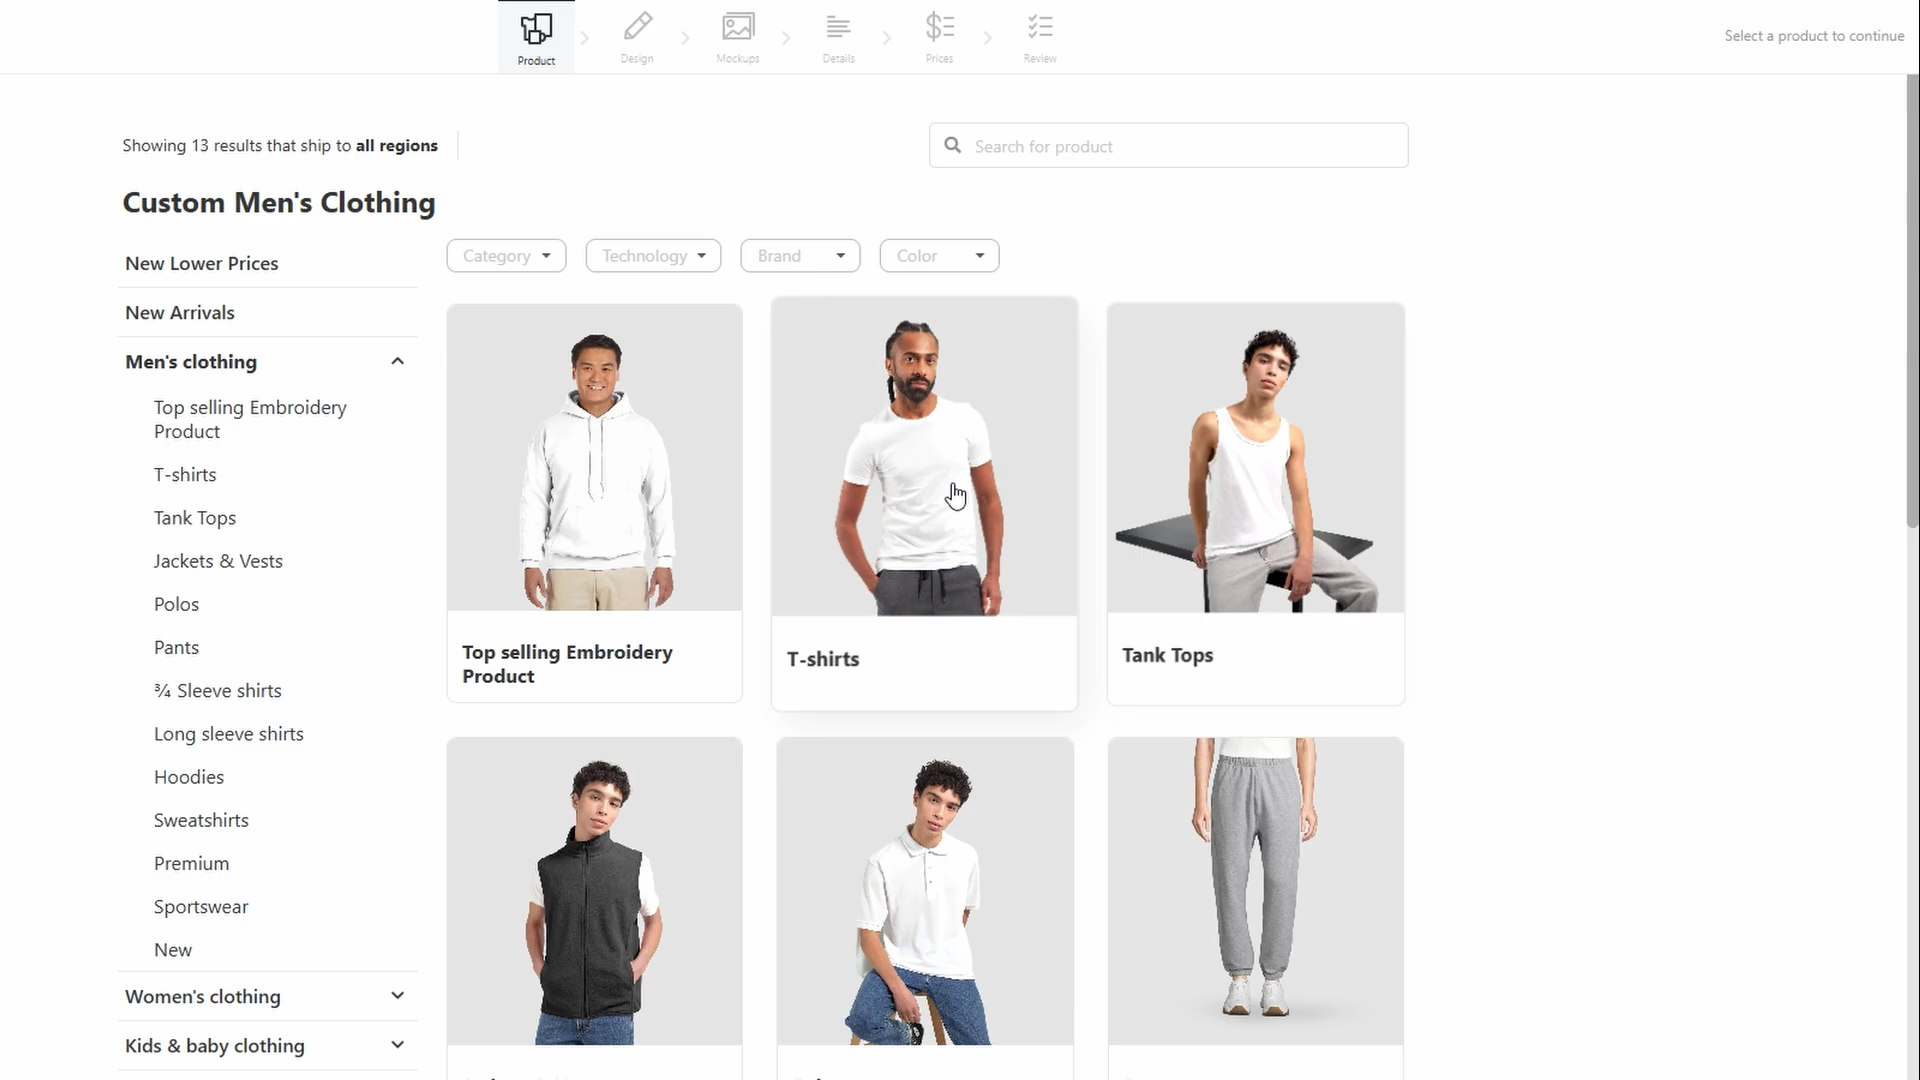 Product
Design
Mockups
Details
Prices
Review
Select a product to continue
Showing 13 results that ship to all regions
Search for product
Custom Men's Clothing
New Lower Prices
New Arrivals
Men's clothing
Top selling Embroidery
Product
T-shirts
Tank Tops
Jackets & Vests
Polos
Pants
¾ Sleeve shirts
Long sleeve shirts
Hoodies
Sweatshirts
Premium
Sportswear
New
Women's clothing
Kids & baby clothing
Category
Technology
Brand
Color
Top selling Embroidery
Product
T-shirts
Tank Tops